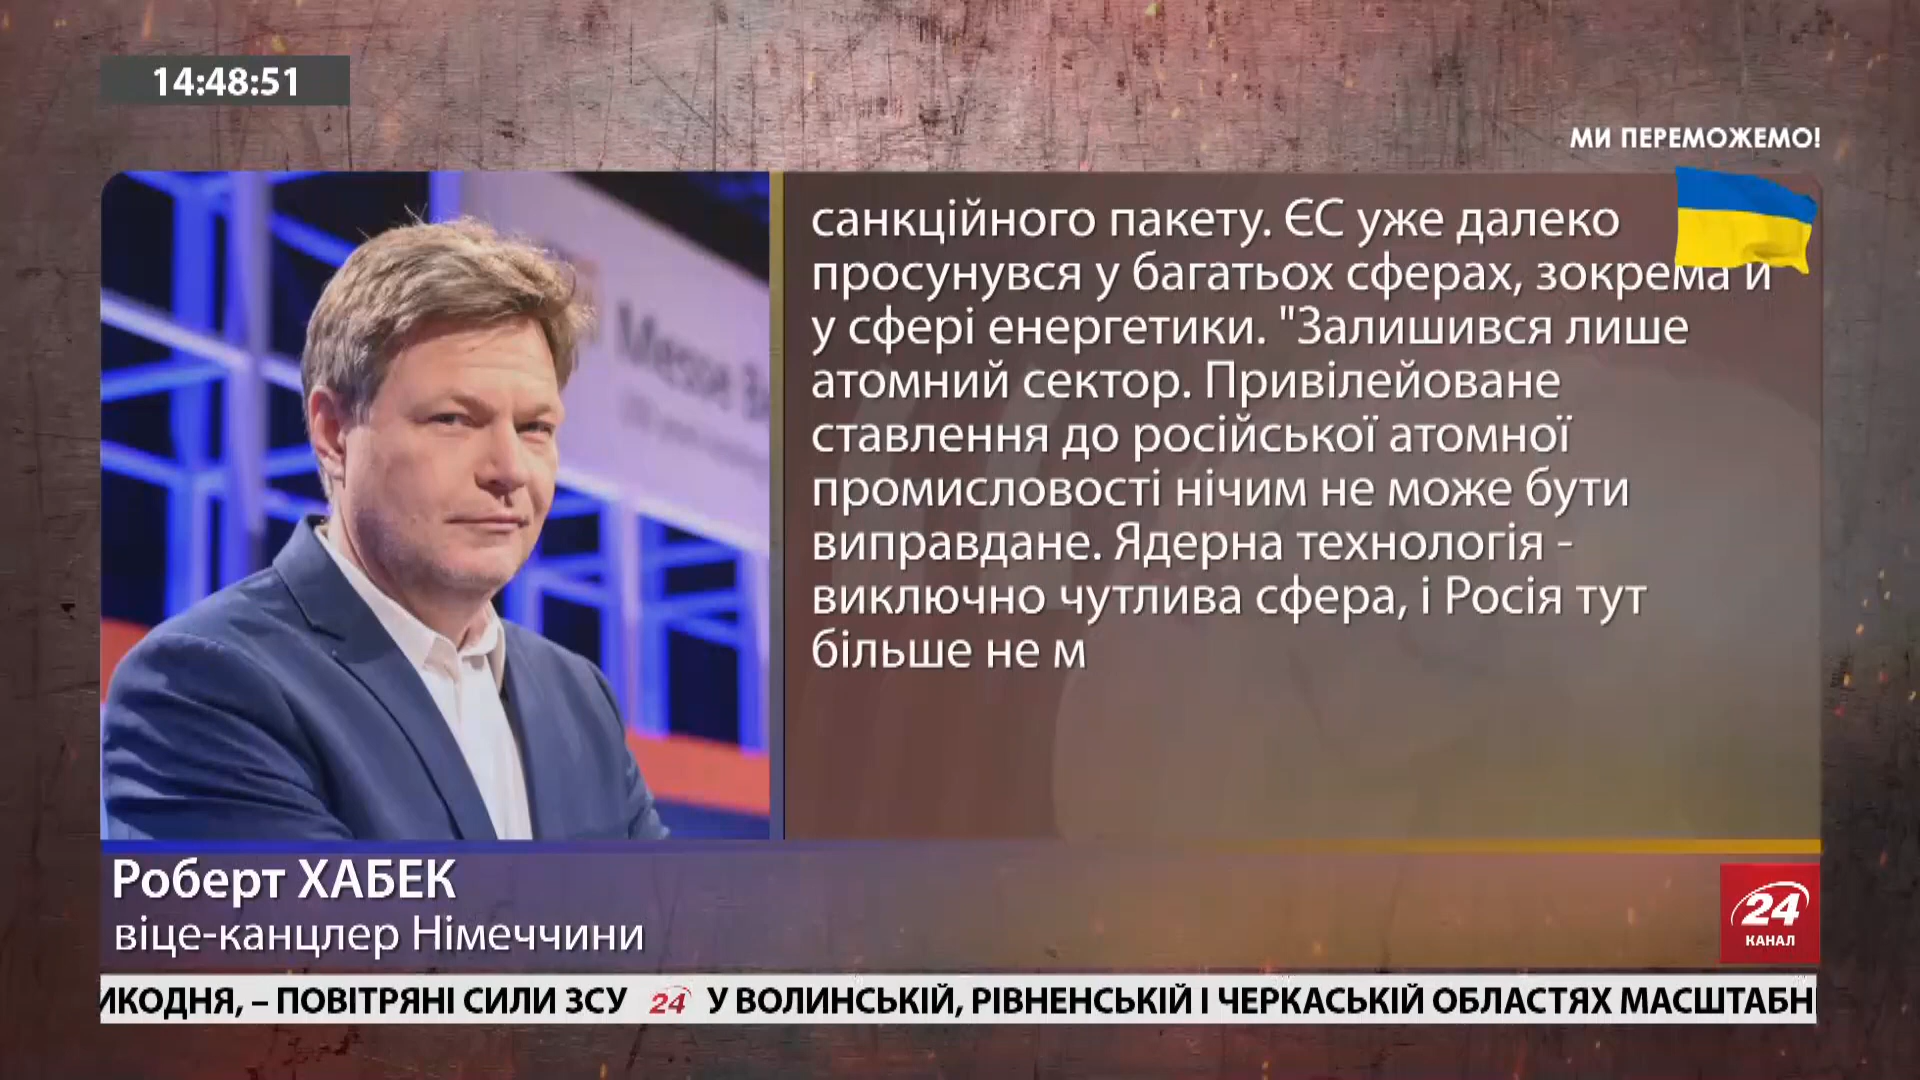 14:48:51
МИ ПЕРЕМОЖЕМО!
санкційного пакету. ЄС уже далеко
просунувся у багатьох сферах, зокрема й
у сфері енергетики. "Залишився лише
атомний сектор. Привілейоване
ставлення до російської атомної
промисловості нічим не може бути
виправдане. Ядерна технологія -
виключно чутлива сфера, і Росія тут
більше не м
Messe
Роберт ХАБЕК
віце-канцлер Німеччини
24
КАНАЛ
ИКОДНЯ, – ПОВІТРЯНІ СИЛИ ЗСУ 24 У ВОЛИНСЬКІЙ, РІВНЕНСЬКІЙ І ЧЕРКАСЬКІЙ ОБЛАСТЯХ МАСШТАБН